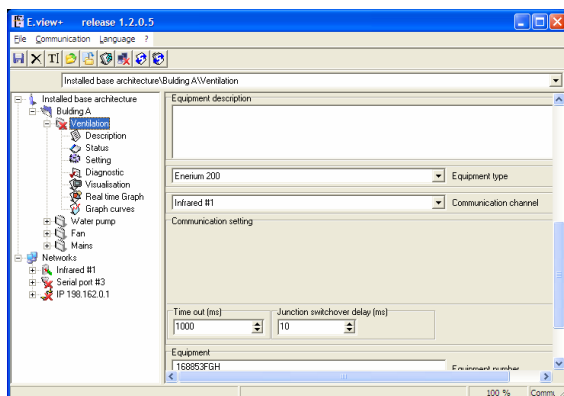 E.view+ release 1.2.0.5
File Communication Language ?
Installed base architecture\Bulding A\Ventilation
Installed base architecture
Bulding A
Ventilation
Description
Status
Setting
Diagnostic
Visualisation
Real time Graph
Graph curves
Water pump
Fan
Mains
Networks
Infrared #1
Serial port #3
IP 198.162.0.1
Equipment description
Enerium 200 Equipment type
Infrared #1 Communication channel
Communication setting
Time out (ms) Junction switchover delay (ms)
1000 10
Equipment
168853FGH Equipment number
100 % Commu